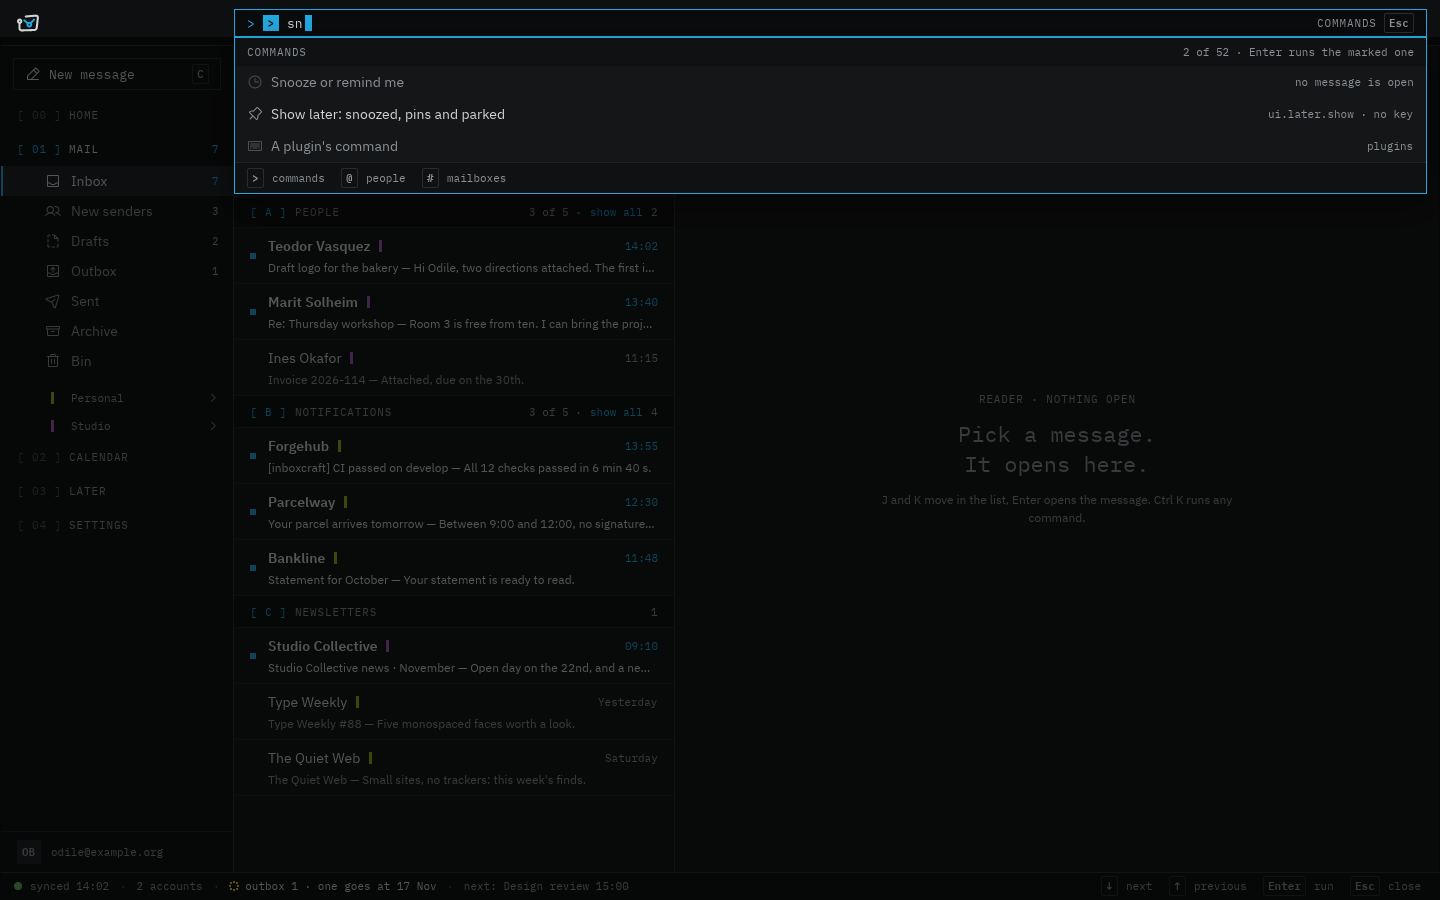 > > sn COMMANDS Esc
COMMANDS 2 of 52 · Enter runs the marked one
Snooze or remind me no message is open
Show later: snoozed, pins and parked ui.later.show · no key
A plugin's command plugins
> commands @ people # mailboxes
New message C
[ 00 ] HOME
[ 01 ] MAIL 7
Inbox 7
New senders 3
Drafts 2
Outbox 1
Sent
Archive
Bin
Personal
Studio
[ 02 ] CALENDAR
[ 03 ] LATER
[ 04 ] SETTINGS
OB odile@example.org
[ A ] PEOPLE 3 of 5 · show all 2
Teodor Vasquez 14:02
Draft logo for the bakery — Hi Odile, two directions attached. The first i…
Marit Solheim 13:40
Re: Thursday workshop — Room 3 is free from ten. I can bring the proj…
Ines Okafor 11:15
Invoice 2026-114 — Attached, due on the 30th.
[ B ] NOTIFICATIONS 3 of 5 · show all 4
Forgehub 13:55
[inboxcraft] CI passed on develop — All 12 checks passed in 6 min 40 s.
Parcelway 12:30
Your parcel arrives tomorrow — Between 9:00 and 12:00, no signature…
Bankline 11:48
Statement for October — Your statement is ready to read.
[ C ] NEWSLETTERS 1
Studio Collective 09:10
Studio Collective news · November — Open day on the 22nd, and a ne…
Type Weekly Yesterday
Type Weekly #88 — Five monospaced faces worth a look.
The Quiet Web Saturday
The Quiet Web — Small sites, no trackers: this week's finds.
READER · NOTHING OPEN
Pick a message.
It opens here.
J and K move in the list, Enter opens the message. Ctrl K runs any
command.
synced 14:02 · 2 accounts · outbox 1 · one goes at 17 Nov · next: Design review 15:00
↓ next ↑ previous Enter run Esc close